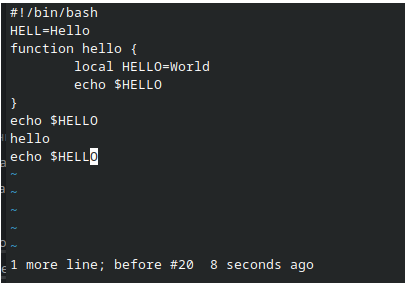 #!/bin/bash
HELL=Hello
function hello {
        local HELLO=World
        echo $HELLO
}
echo $HELLO
hello
echo $HELLO
~
~
~
~
~
1 more line; before #20  8 seconds ago